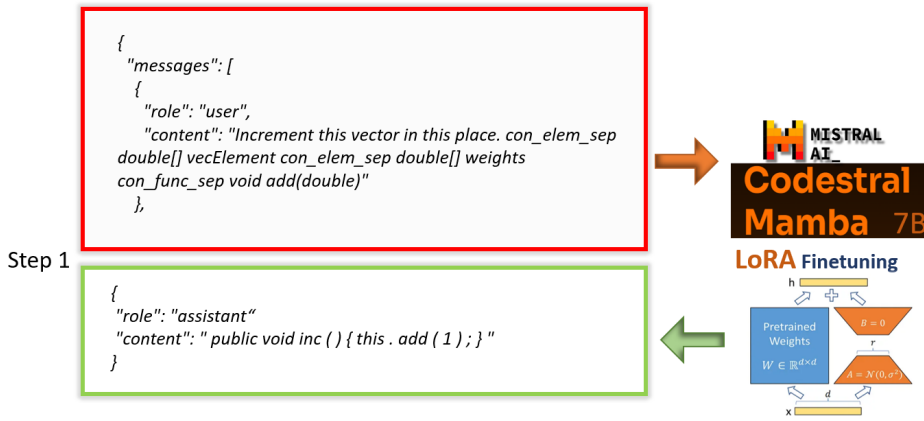 {
"messages": [
{
"role": "user",
"content": "Increment this vector in this place. con_elem_sep
double[] vecElement con_elem_sep double[] weights
con_func_sep void add(double)"
},
MISTRAL
AI_
Codestral
Mamba 7B
Step 1
{
"role": "assistant“
"content": " public void inc ( ) { this . add ( 1 ) ; } "
}
LoRA Finetuning
h
Pretrained
Weights
W ∈ ℝ^{d×d}
B = 0
r
A = 𝒩(0, σ²)
d
x